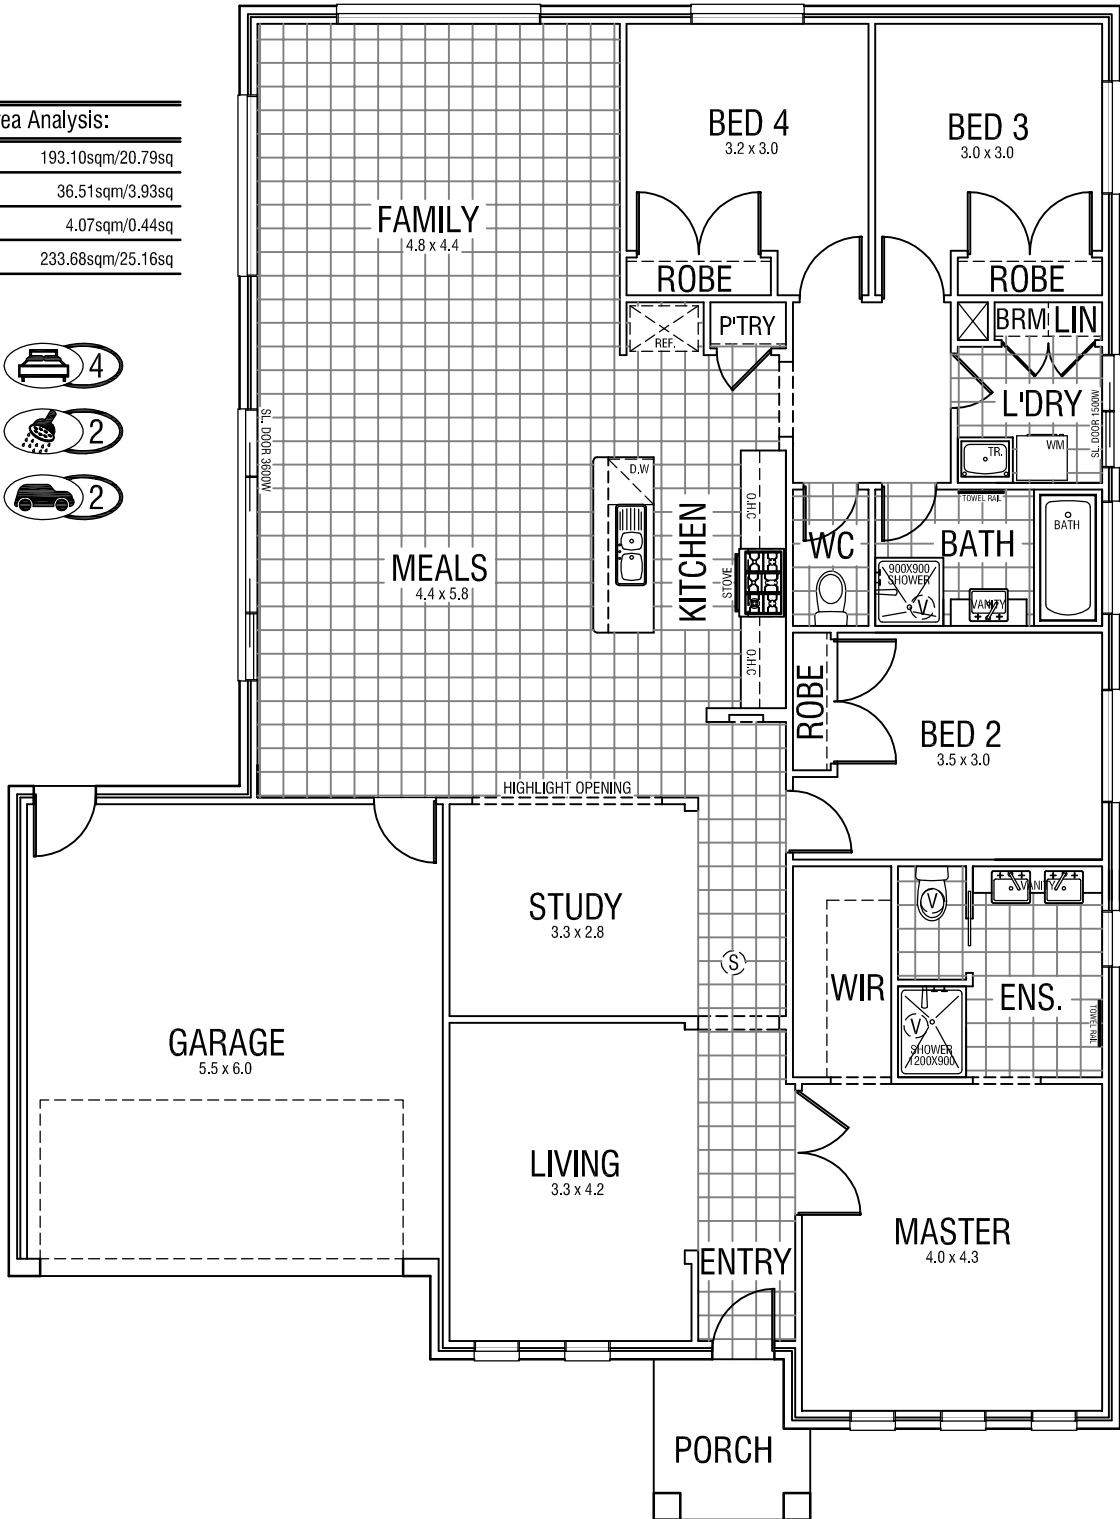 ea Analysis:
193.10sqm/20.79sq
36.51sqm/3.93sq
4.07sqm/0.44sq
233.68sqm/25.16sq
4
2
2
BED 4
3.2 x 3.0
BED 3
3.0 x 3.0
FAMILY
4.8 x 4.4
ROBE
ROBE
REF.
P'TRY
BRM
LIN
L'DRY
SL. DOOR 1500W
TR.
WM
SL. DOOR 3600W
D.W
O.H.C
KITCHEN
STOVE
O.H.C
MEALS
4.4 x 5.8
WC
TOWEL RAIL
BATH
BATH
900X900
SHOWER
V
VANITY
ROBE
BED 2
3.5 x 3.0
HIGHLIGHT OPENING
STUDY
3.3 x 2.8
S
V
VANITY
WIR
ENS.
TOWEL RAIL
V
SHOWER
1200X900
GARAGE
5.5 x 6.0
LIVING
3.3 x 4.2
ENTRY
MASTER
4.0 x 4.3
PORCH